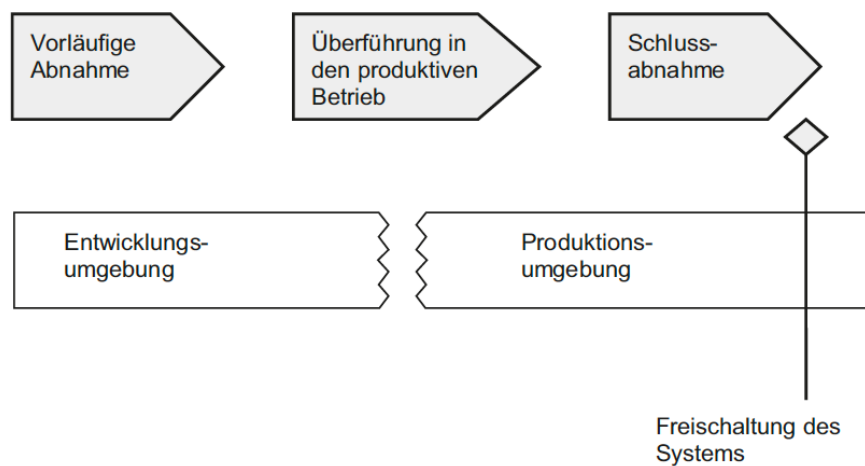 Vorläufige
Abnahme
Überführung in
den produktiven
Betrieb
Schluss-
abnahme
Entwicklungs-
umgebung
Produktions-
umgebung
Freischaltung des
Systems